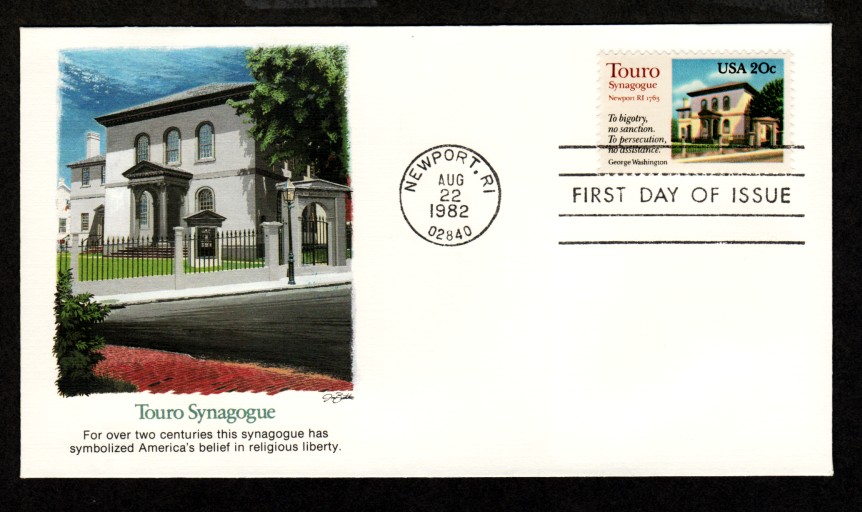 Touro
Synagogue
Newport RI 1763
USA 20c
To bigotry,
no sanction.
To persecution,
no assistance.
George Washington
NEWPORT, RI
AUG
22
1982
02840
FIRST DAY OF ISSUE
Touro Synagogue
For over two centuries this synagogue has
symbolized America's belief in religious liberty.